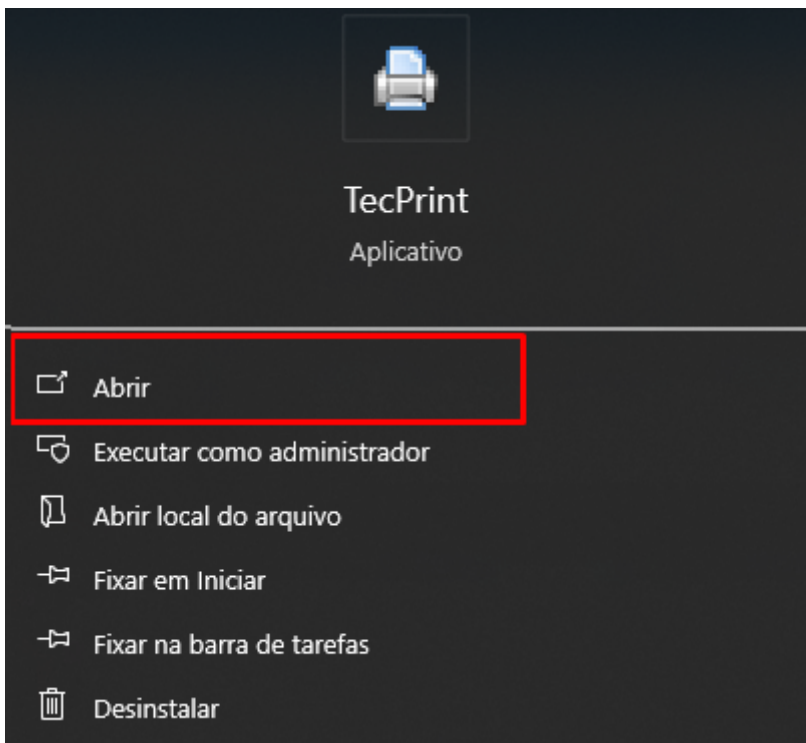 TecPrint
Aplicativo
Abrir
Executar como administrador
Abrir local do arquivo
Fixar em Iniciar
Fixar na barra de tarefas
Desinstalar